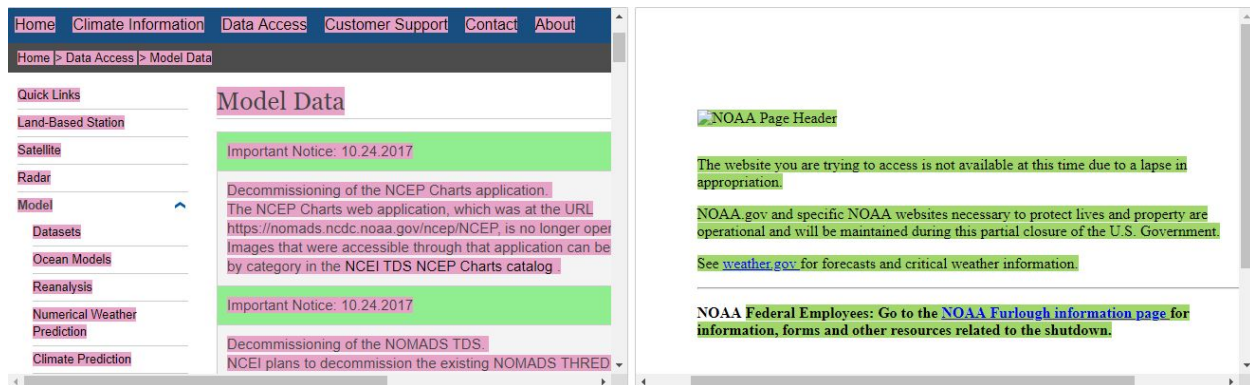 Home Climate Information Data Access Customer Support Contact About
Home > Data Access > Model Data
Quick Links
Land-Based Station
Satellite
Radar
Model
Datasets
Ocean Models
Reanalysis
Numerical Weather
Prediction
Climate Prediction
Model Data
Important Notice: 10.24.2017
Decommissioning of the NCEP Charts application.
The NCEP Charts web application, which was at the URL
https://nomads.ncdc.noaa.gov/ncep/NCEP, is no longer oper
Images that were accessible through that application can be
by category in the NCEI TDS NCEP Charts catalog .
Important Notice: 10.24.2017
Decommissioning of the NOMADS TDS.
NCEI plans to decommission the existing NOMADS THRED
NOAA Page Header
The website you are trying to access is not available at this time due to a lapse in
appropriation.
NOAA.gov and specific NOAA websites necessary to protect lives and property are
operational and will be maintained during this partial closure of the U.S. Government.
See weather.gov for forecasts and critical weather information.
NOAA Federal Employees: Go to the NOAA Furlough information page for
information, forms and other resources related to the shutdown.